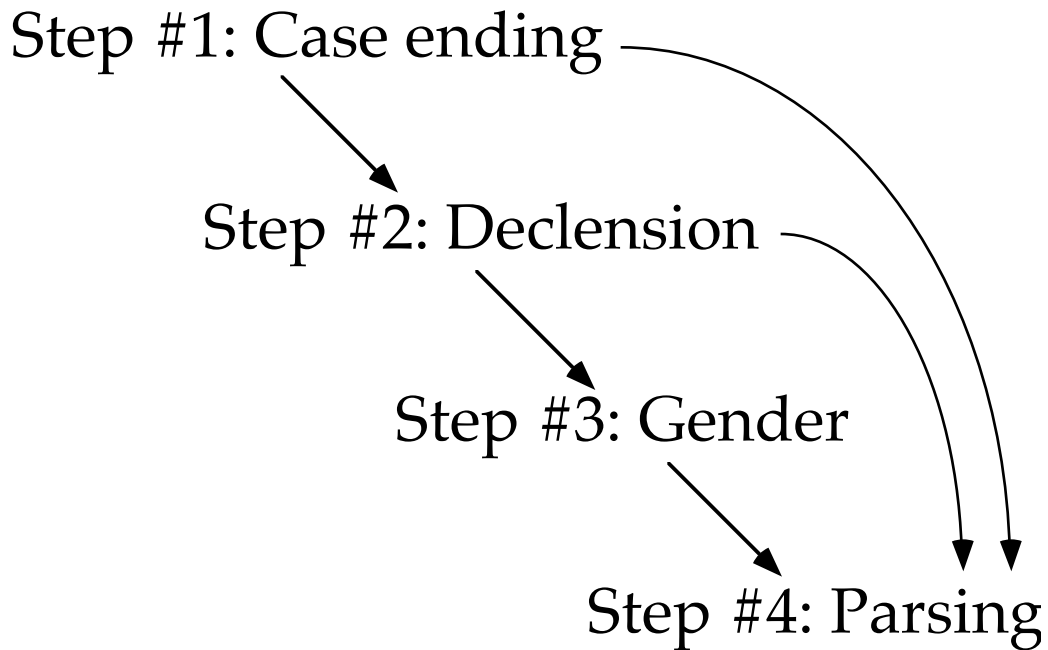 Step #1: Case ending
Step #2: Declension
Step #3: Gender
Step #4: Parsing